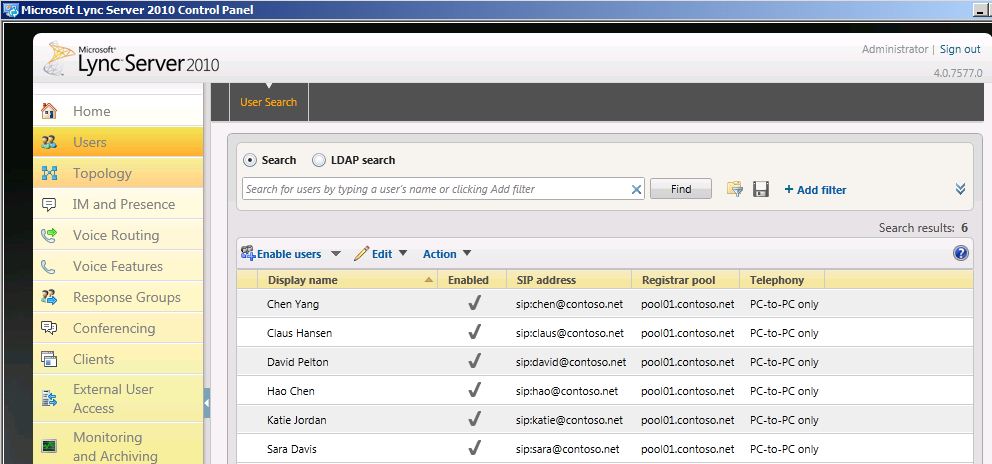 Microsoft Lync Server 2010 Control Panel
Microsoft®
Lync Server 2010
Administrator | Sign out
4.0.7577.0
Home
Users
Topology
IM and Presence
Voice Routing
Voice Features
Response Groups
Conferencing
Clients
External User
Access
Monitoring
and Archiving
User Search
Search LDAP search
Search for users by typing a user's name or clicking Add filter Find + Add filter
Search results: 6
Enable users Edit Action
Display name Enabled SIP address Registrar pool Telephony
Chen Yang ✓ sip:chen@contoso.net pool01.contoso.net PC-to-PC only
Claus Hansen ✓ sip:claus@contoso.net pool01.contoso.net PC-to-PC only
David Pelton ✓ sip:david@contoso.net pool01.contoso.net PC-to-PC only
Hao Chen ✓ sip:hao@contoso.net pool01.contoso.net PC-to-PC only
Katie Jordan ✓ sip:katie@contoso.net pool01.contoso.net PC-to-PC only
Sara Davis ✓ sip:sara@contoso.net pool01.contoso.net PC-to-PC only